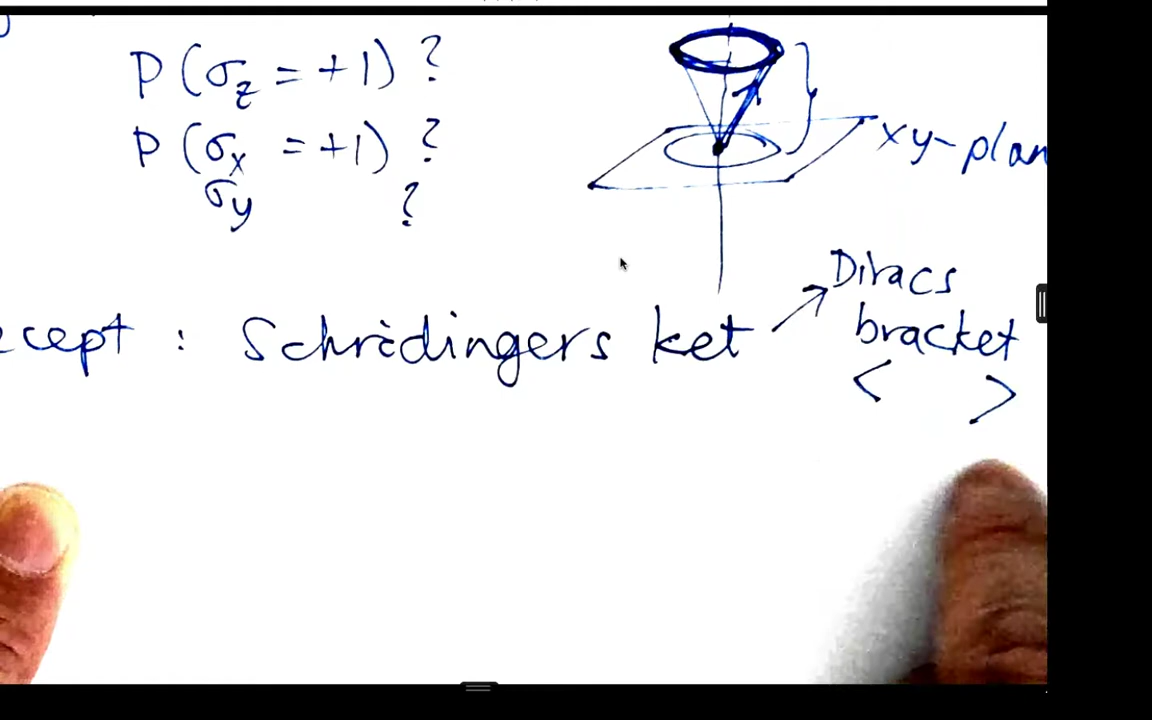 P(σz = +1) ?
P(σx = +1) ?
σy ?
xy-plan
cept : Schrödingers ket
Diracs
bracket
< >